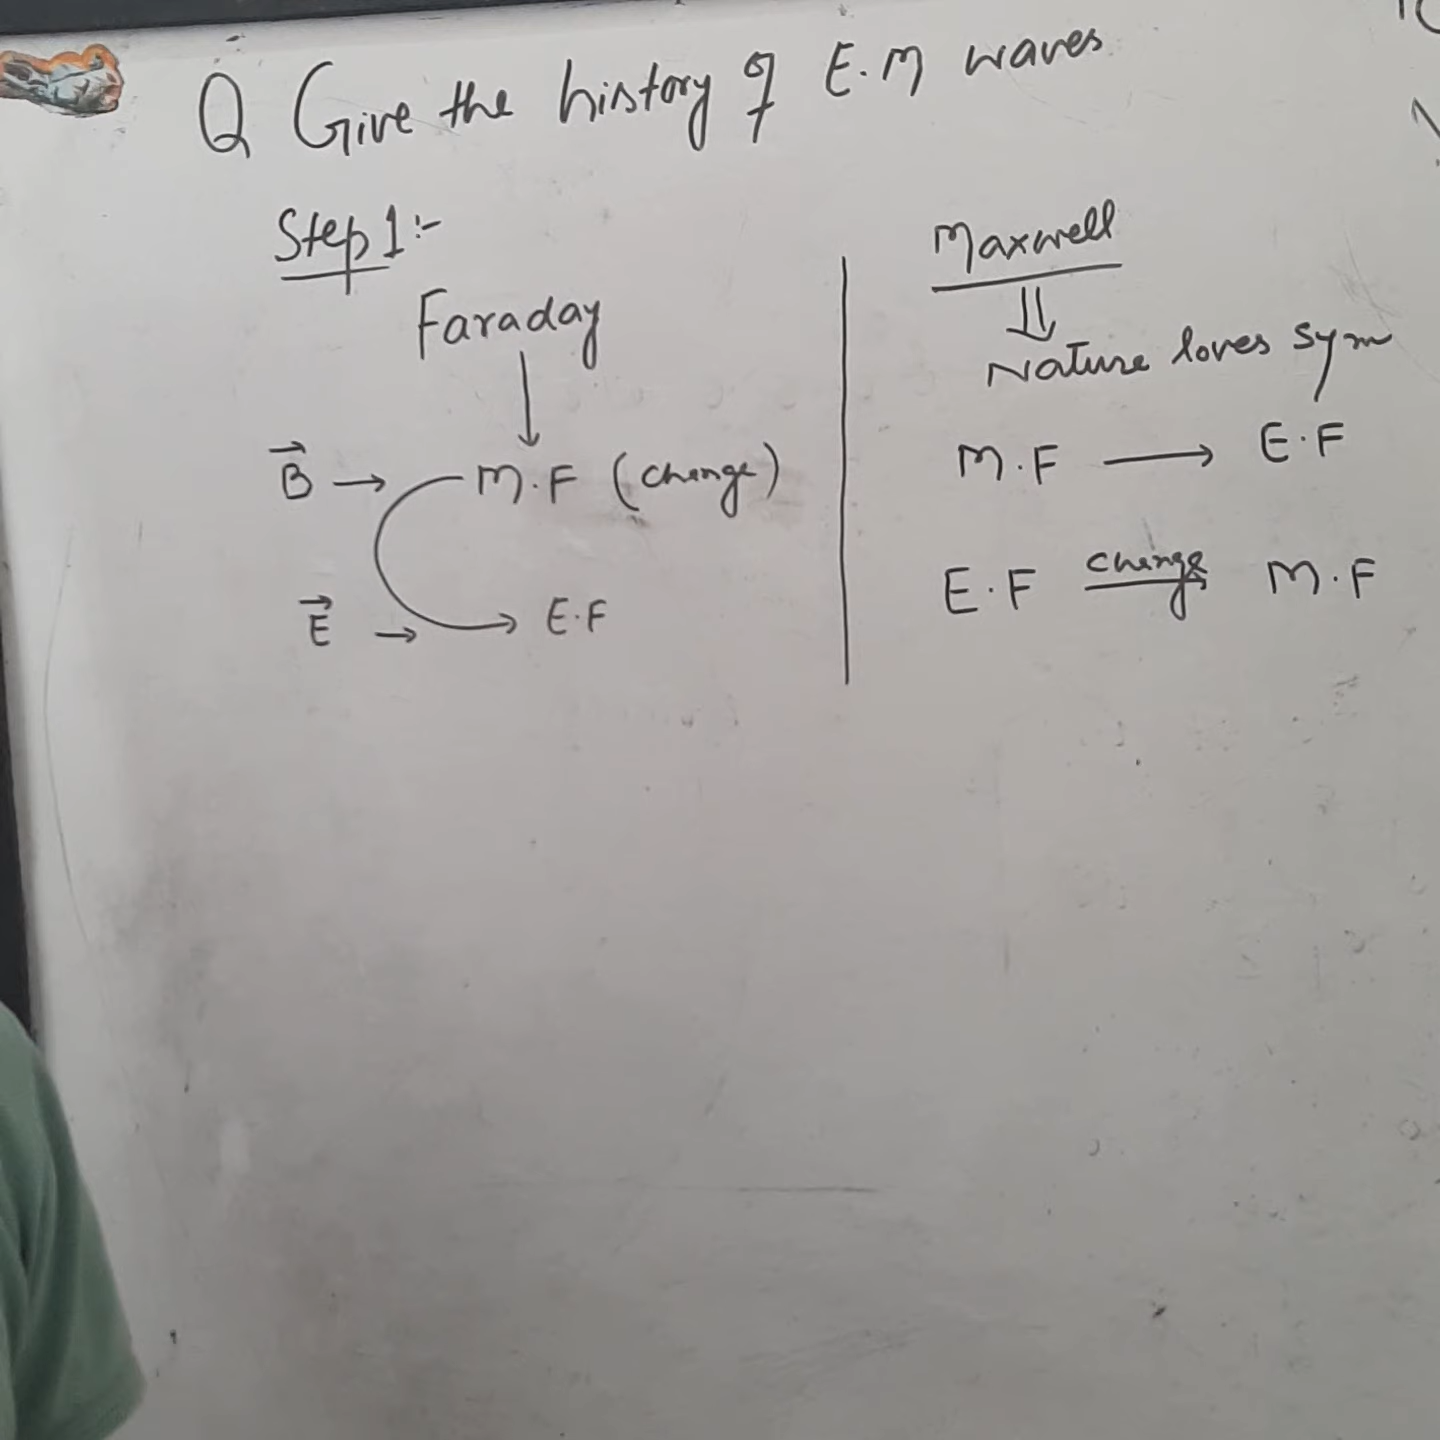 Q Give the history of E.M waves
Step 1:-
Faraday
B → M.F (change)
E → E.F
Maxwell
⇓
Nature loves sym
M.F → E.F
E.F change M.F